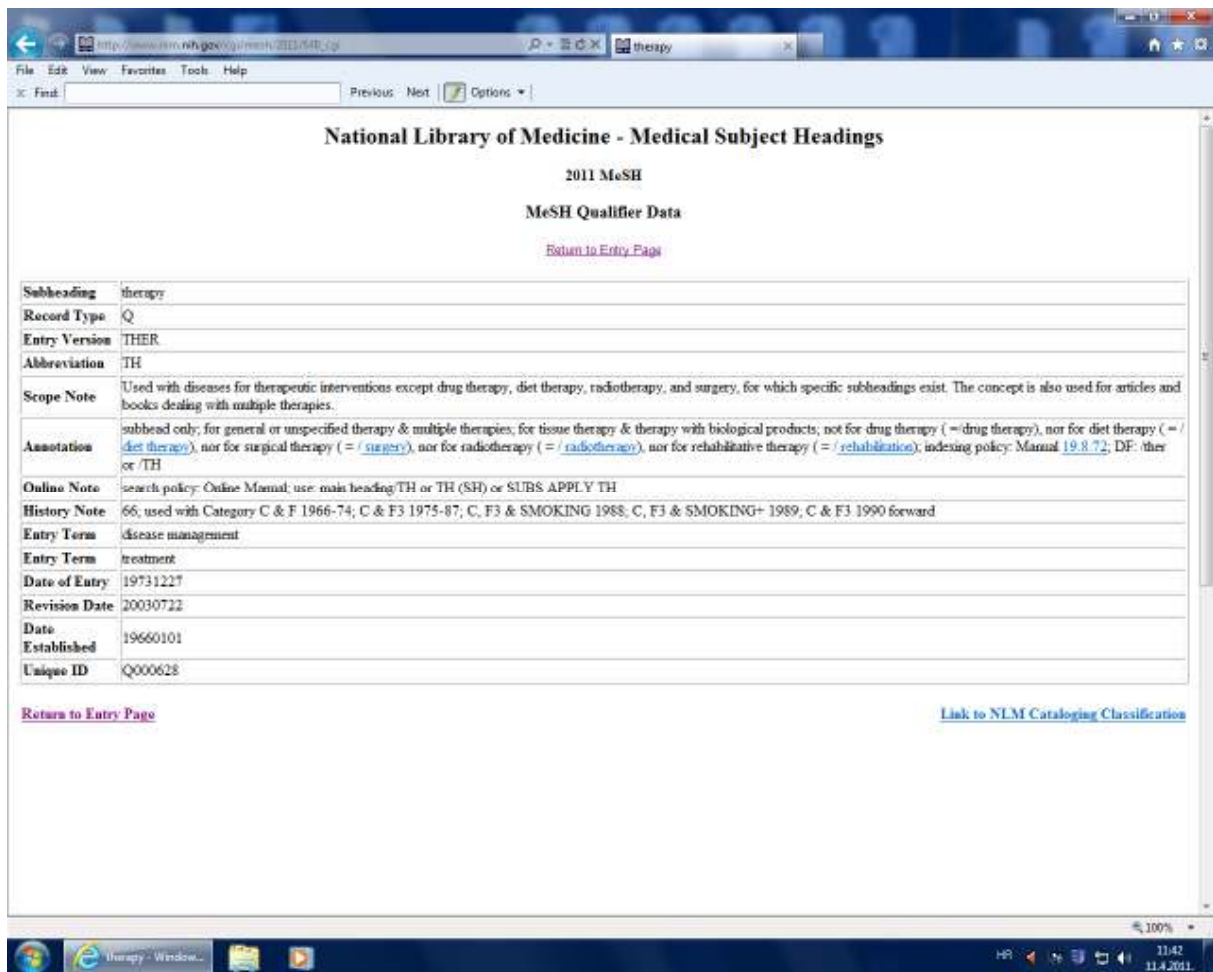 therapy
File Edit View Favorites Tools Help
× Find:
Previous Next Options
National Library of Medicine - Medical Subject Headings
2011 MeSH
MeSH Qualifier Data
Return to Entry Page
Subheading therapy
Record Type Q
Entry Version THER
Abbreviation TH
Scope Note Used with diseases for therapeutic interventions except drug therapy, diet therapy, radiotherapy, and surgery, for which specific subheadings exist. The concept is also used for articles and
books dealing with multiple therapies.
Annotation subhead only; for general or unspecified therapy & multiple therapies; for tissue therapy & therapy with biological products; not for drug therapy ( =/drug therapy), nor for diet therapy ( = /
diet therapy), nor for surgical therapy ( = / surgery), nor for radiotherapy ( = / radiotherapy), nor for rehabilitative therapy ( = / rehabilitation); indexing policy: Manual 19.8.72; DF: /ther
or /TH
Online Note search policy: Online Manual; use: main heading/TH or TH (SH) or SUBS APPLY TH
History Note 66; used with Category C & F 1966-74; C & F3 1975-87; C, F3 & SMOKING 1988; C, F3 & SMOKING+ 1989; C & F3 1990 forward
Entry Term disease management
Entry Term treatment
Date of Entry 19731227
Revision Date 20030722
Date
Established 19660101
Unique ID Q000628
Return to Entry Page
Link to NLM Cataloging Classification
100%
therapy - Window...
HR
11:42
11.4.2011.